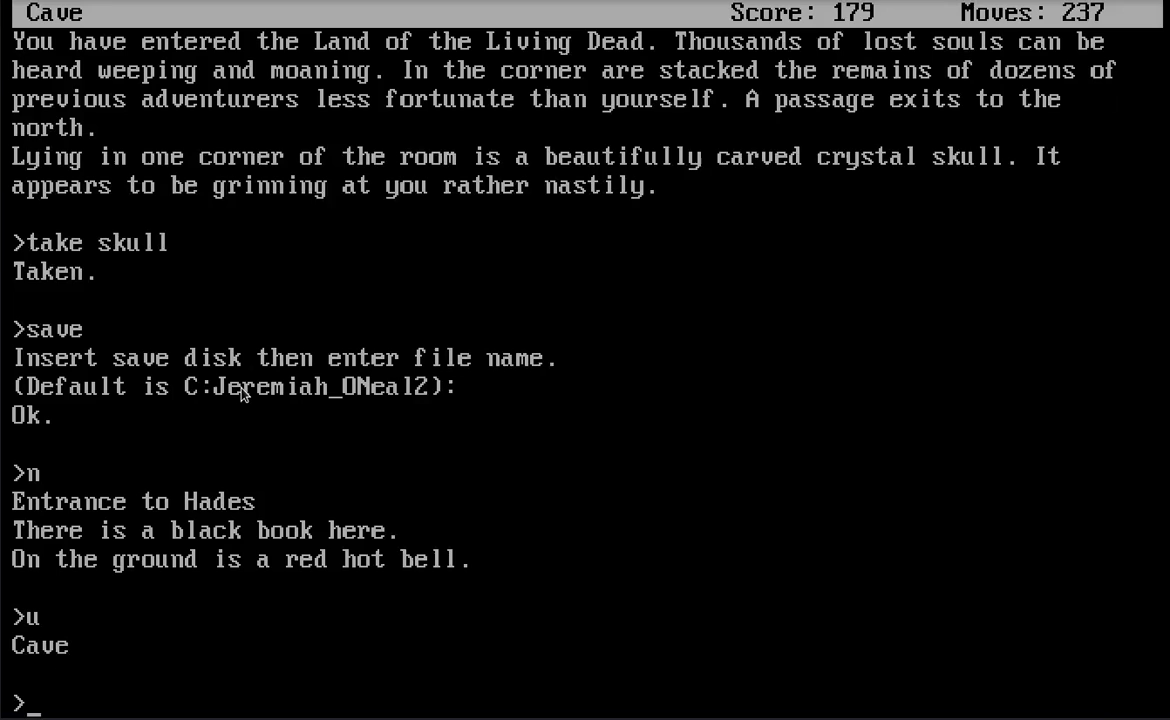 Cave Score: 179 Moves: 237
You have entered the Land of the Living Dead. Thousands of lost souls can be
heard weeping and moaning. In the corner are stacked the remains of dozens of
previous adventurers less fortunate than yourself. A passage exits to the
north.
Lying in one corner of the room is a beautifully carved crystal skull. It
appears to be grinning at you rather nastily.
>take skull
Taken.
>save
Insert save disk then enter file name.
(Default is C:Jeremiah_ONeal2):
Ok.
>n
Entrance to Hades
There is a black book here.
On the ground is a red hot bell.
>u
Cave
>_